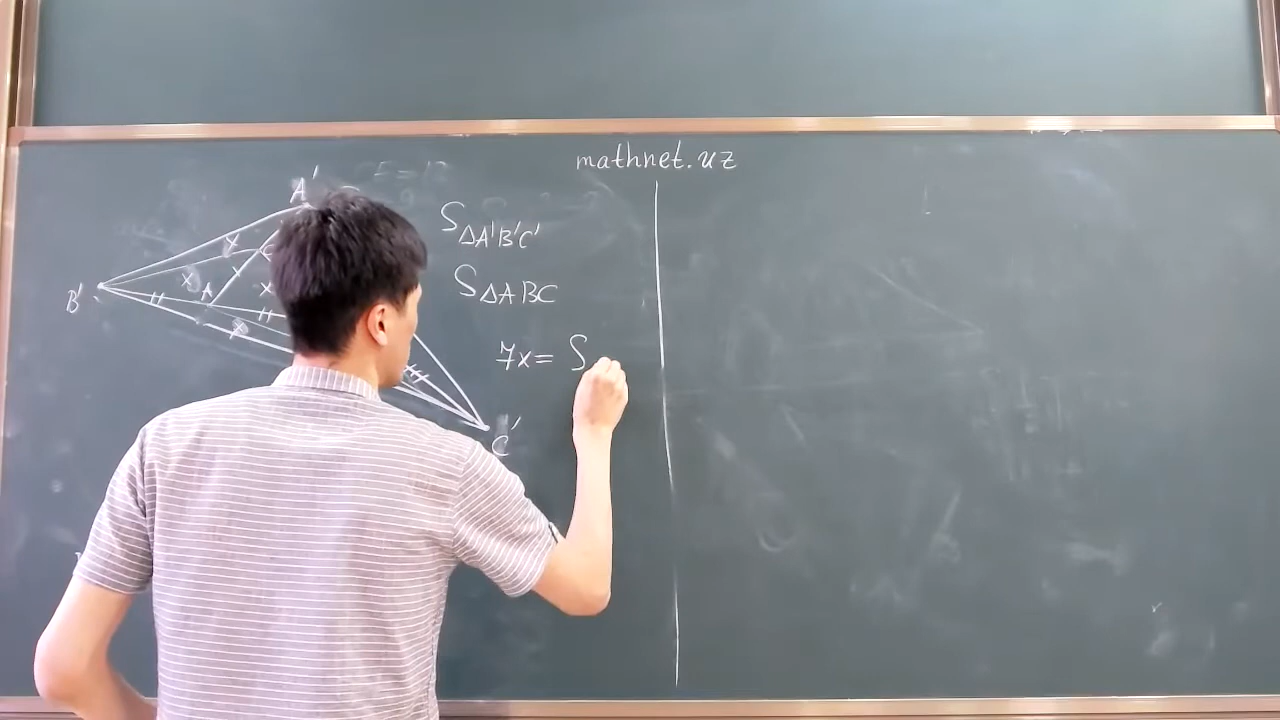 mathnet.uz
A'
S△A'B'C'
x
C
x
x
B'
A
x
S△ABC
x
7x = S
C'